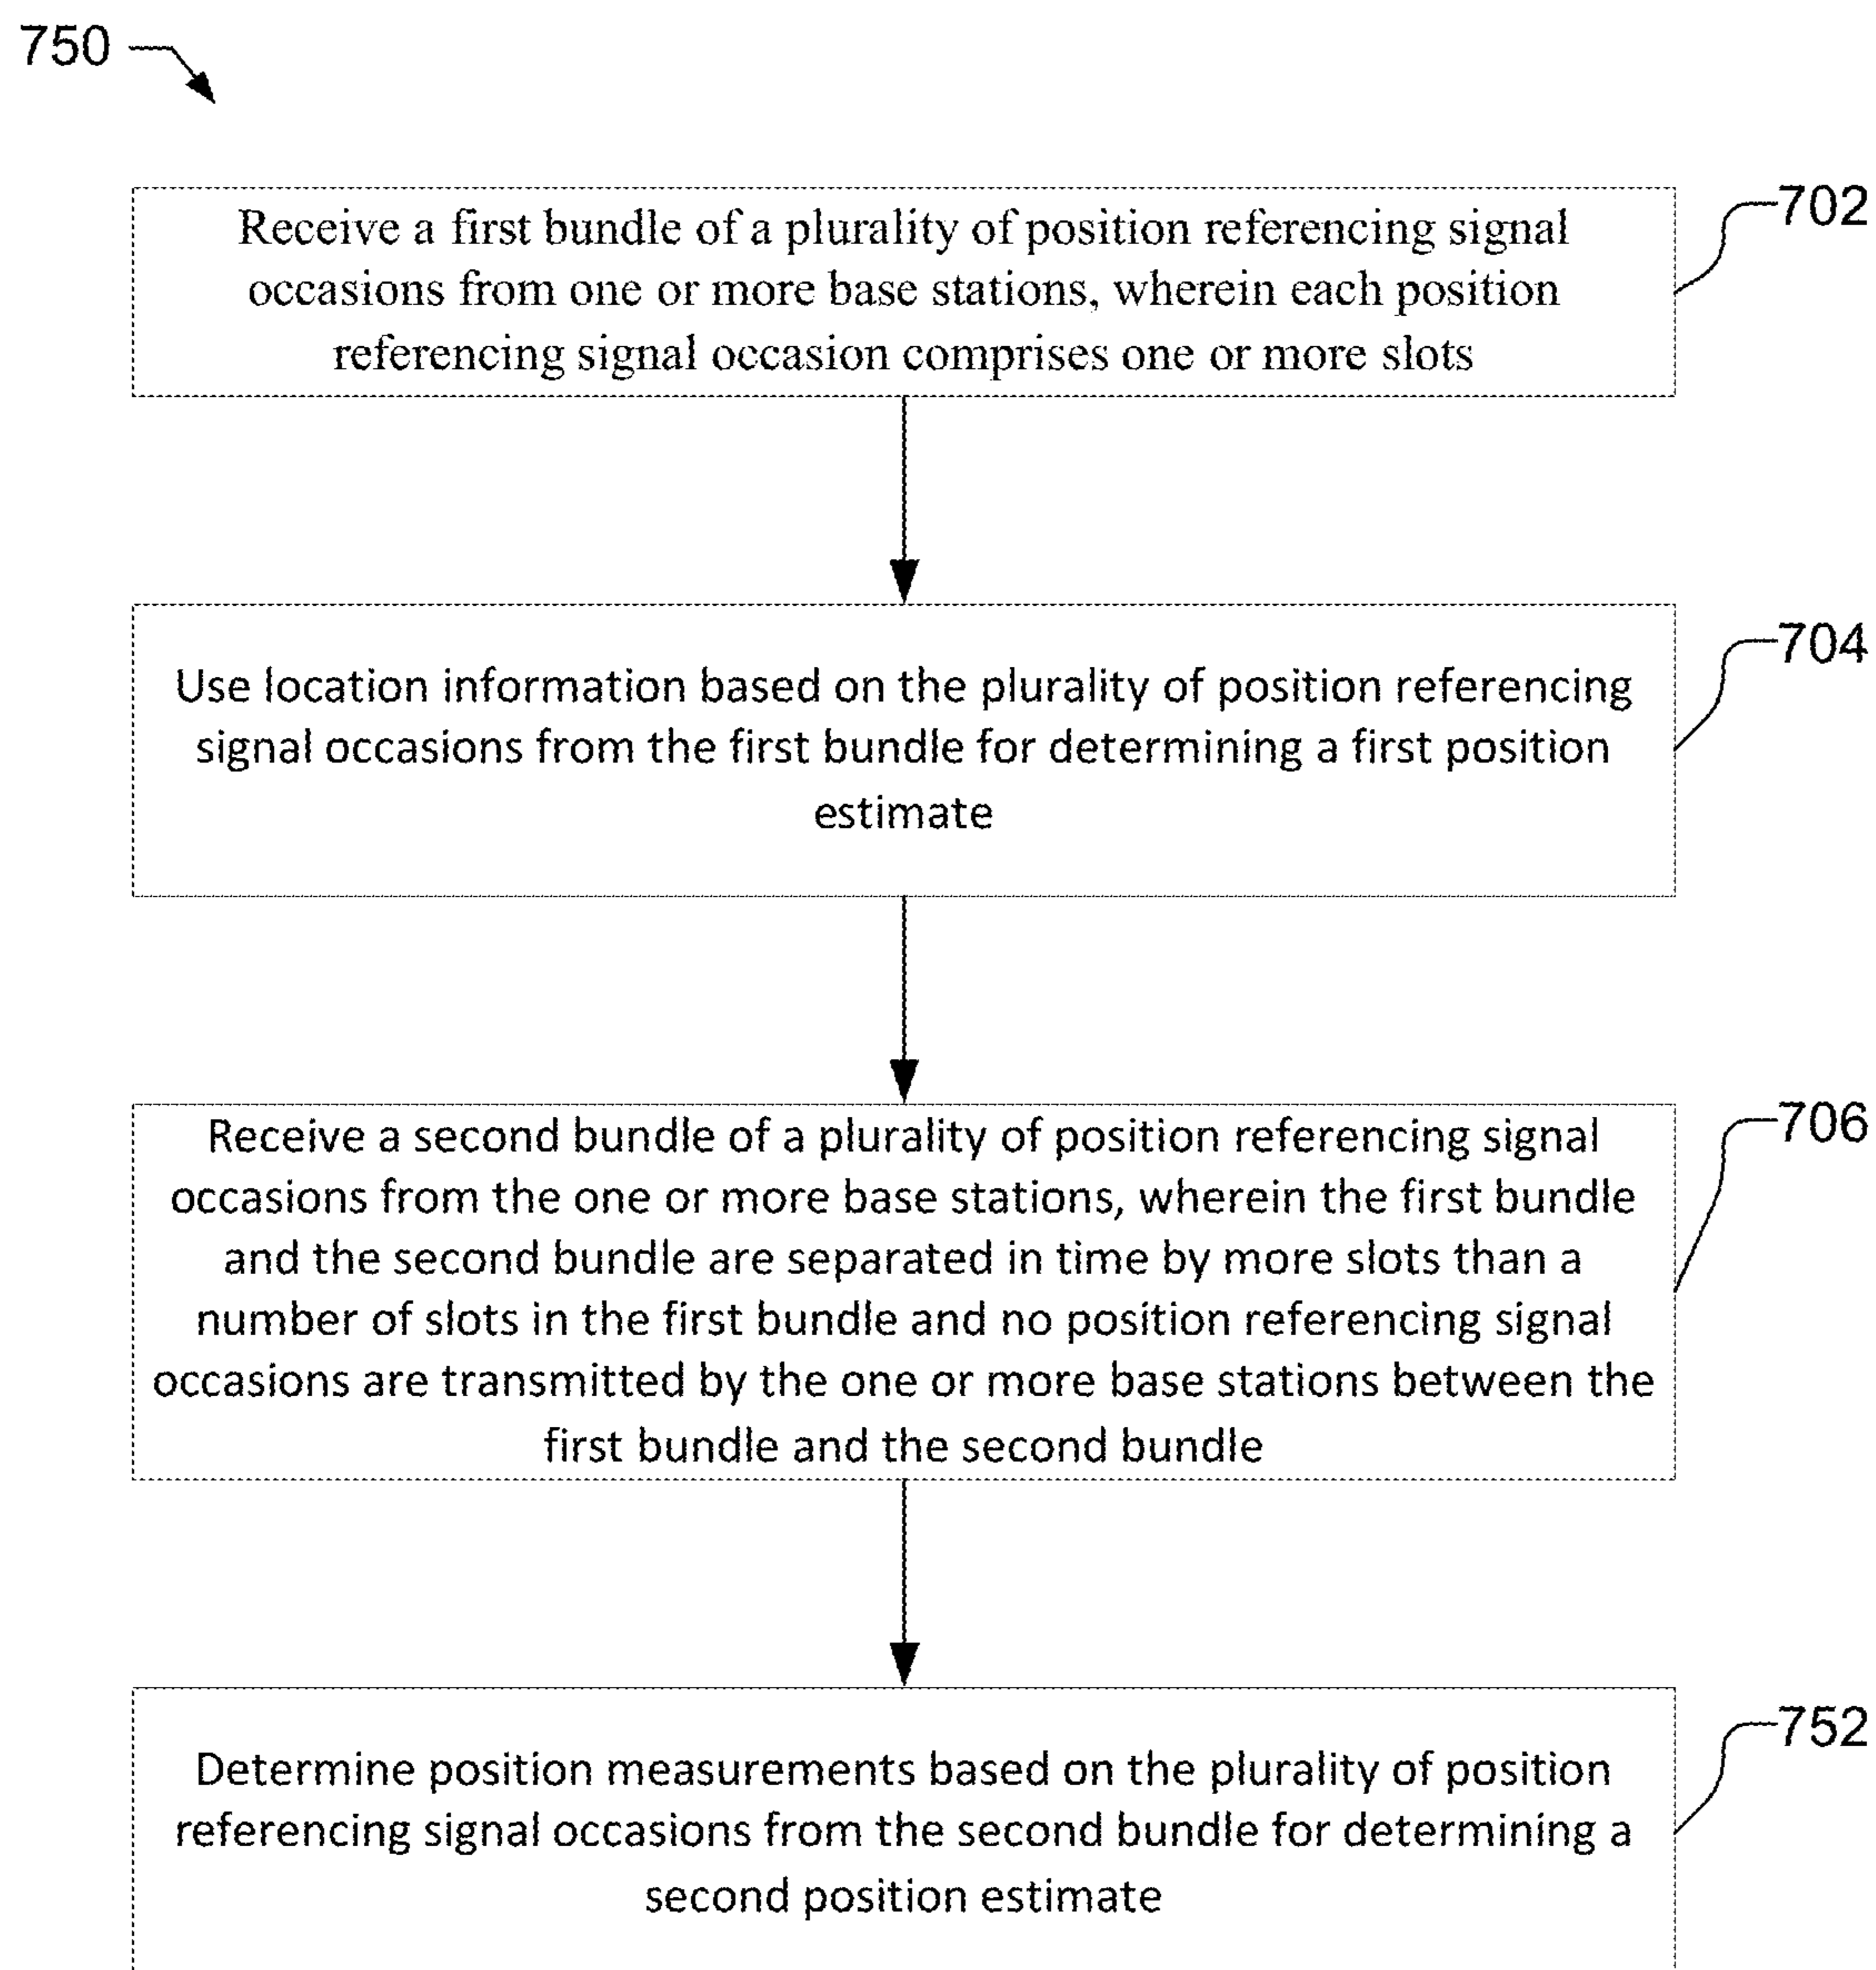 750
Receive a first bundle of a plurality of position referencing signal
occasions from one or more base stations, wherein each position
referencing signal occasion comprises one or more slots
702
Use location information based on the plurality of position referencing
signal occasions from the first bundle for determining a first position
estimate
704
Receive a second bundle of a plurality of position referencing signal
occasions from the one or more base stations, wherein the first bundle
and the second bundle are separated in time by more slots than a
number of slots in the first bundle and no position referencing signal
occasions are transmitted by the one or more base stations between the
first bundle and the second bundle
706
Determine position measurements based on the plurality of position
referencing signal occasions from the second bundle for determining a
second position estimate
752